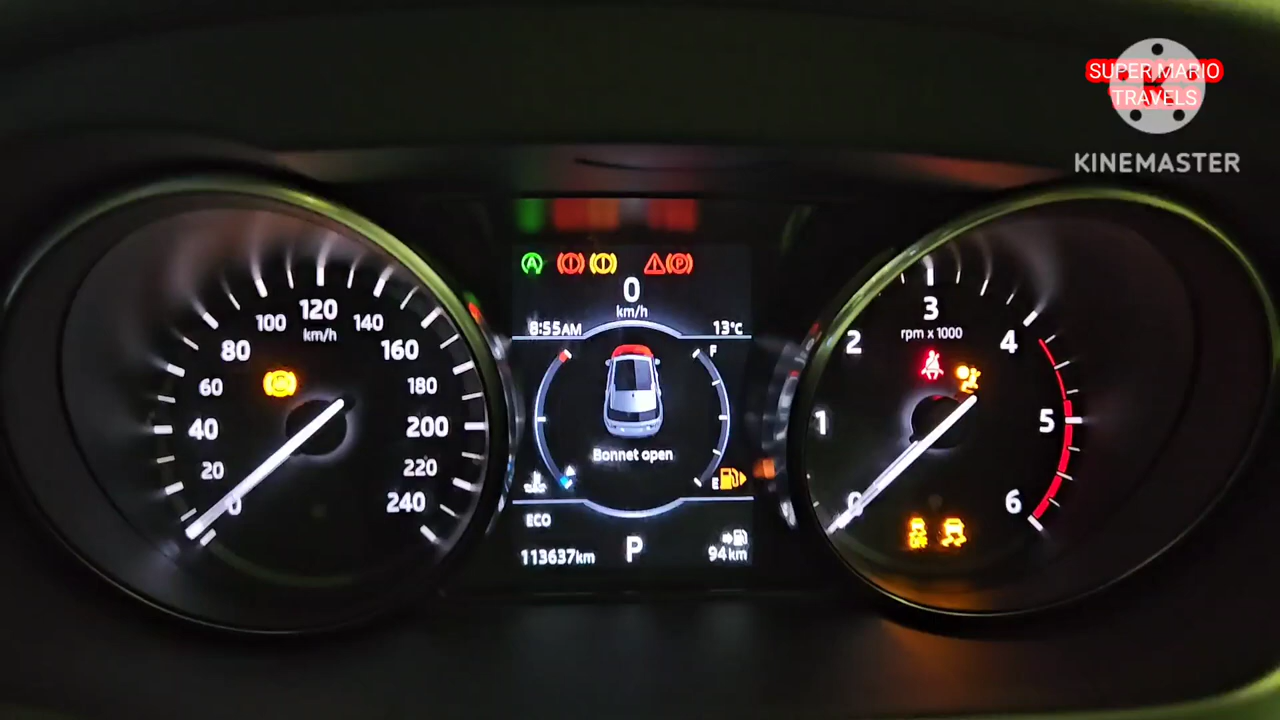 SUPER MARIO
TRAVELS
KINEMASTER
0
km/h
8:55AM
13°C
F
Bonnet open
E
ECO
113637km
P
94km
0
20
40
60
80
100
120
km/h
140
160
180
200
220
240
0
1
2
3
rpm x 1000
4
5
6